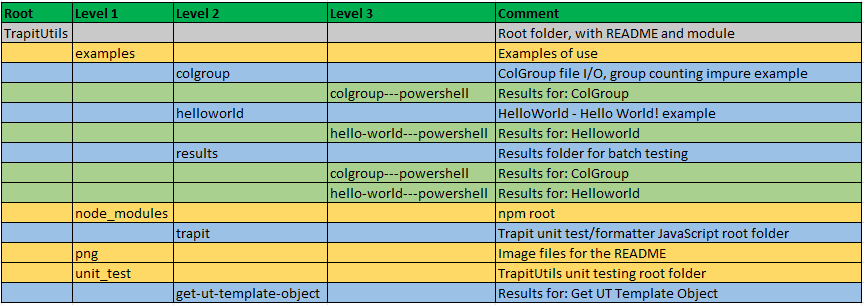 Root Level 1 Level 2 Level 3 Comment
TrapitUtils Root folder, with README and module
examples Examples of use
colgroup ColGroup file I/O, group counting impure example
colgroup---powershell Results for: ColGroup
helloworld HelloWorld - Hello World! example
hello-world---powershell Results for: Helloworld
results Results folder for batch testing
colgroup---powershell Results for: ColGroup
hello-world---powershell Results for: Helloworld
node_modules npm root
trapit Trapit unit test/formatter JavaScript root folder
png Image files for the README
unit_test TrapitUtils unit testing root folder
get-ut-template-object Results for: Get UT Template Object